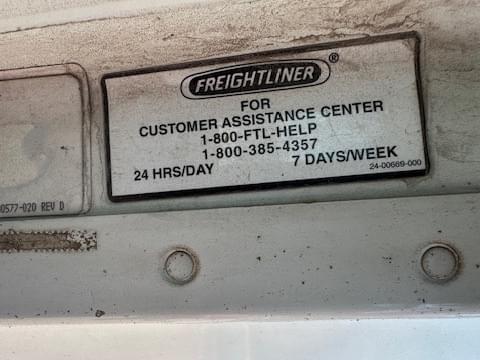 FREIGHTLINER®
FOR
CUSTOMER ASSISTANCE CENTER
1-800-FTL-HELP
1-800-385-4357
24 HRS/DAY 7 DAYS/WEEK
24-00669-000
0577-020 REV D